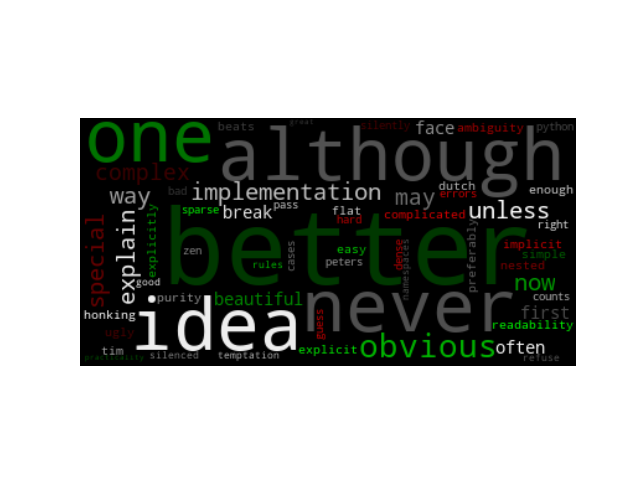 one
beats
great
silently
face
ambiguity
python
although
complex
way
bad
implementation
may
dutch
errors
enough
sparse
break
pass
flat
hard
complicated
unless
right
special
explain
explicitly
better
zen
rules
cases
easy
peters
dense
namespaces
preferably
implicit
simple
nested
good
now
purity
beautiful
never
counts
honking
idea
guess
first
readability
ugly
tim
explicit
obvious
often
practicality
silenced
temptation
refuse